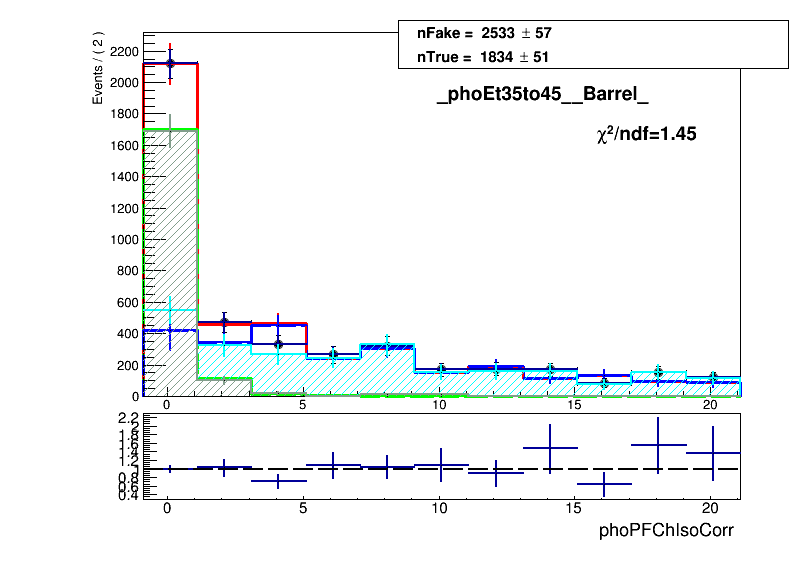 nFake = 2533 ± 57
nTrue = 1834 ± 51
_phoEt35to45__Barrel_
χ²/ndf=1.45
Events / ( 2 )
2200
2000
1800
1600
1400
1200
1000
800
600
400
200
0
0 5 10 15 20
2.2
2
1.8
1.6
1.4
1.2
1
0.8
0.6
0.4
0 5 10 15 20
phoPFChIsoCorr